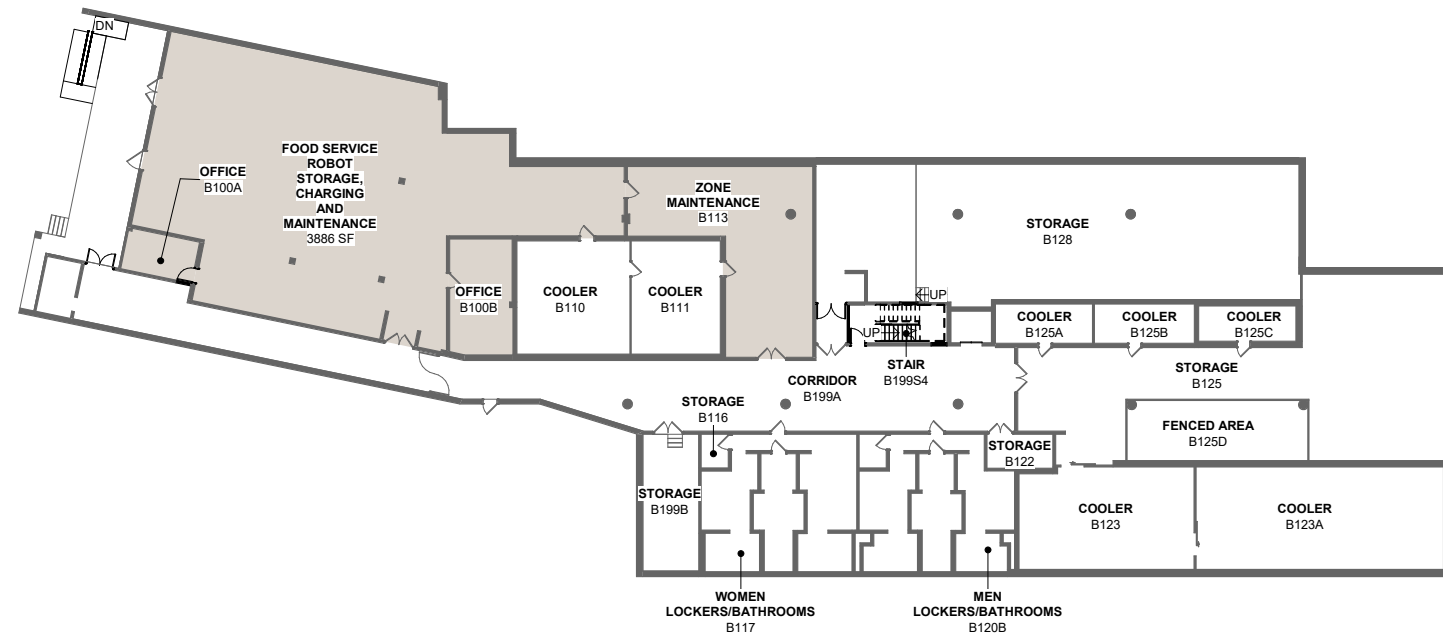 DN
FOOD SERVICE
ROBOT
STORAGE,
CHARGING
AND
MAINTENANCE
3886 SF
OFFICE
B100A
ZONE
MAINTENANCE
B113
STORAGE
B128
OFFICE
B100B
COOLER
B110
COOLER
B111
UP
UP
COOLER
B125A
COOLER
B125B
COOLER
B125C
STAIR
B199S4
CORRIDOR
B199A
STORAGE
B125
STORAGE
B116
FENCED AREA
B125D
STORAGE
B122
STORAGE
B199B
COOLER
B123
COOLER
B123A
WOMEN
LOCKERS/BATHROOMS
B117
MEN
LOCKERS/BATHROOMS
B120B